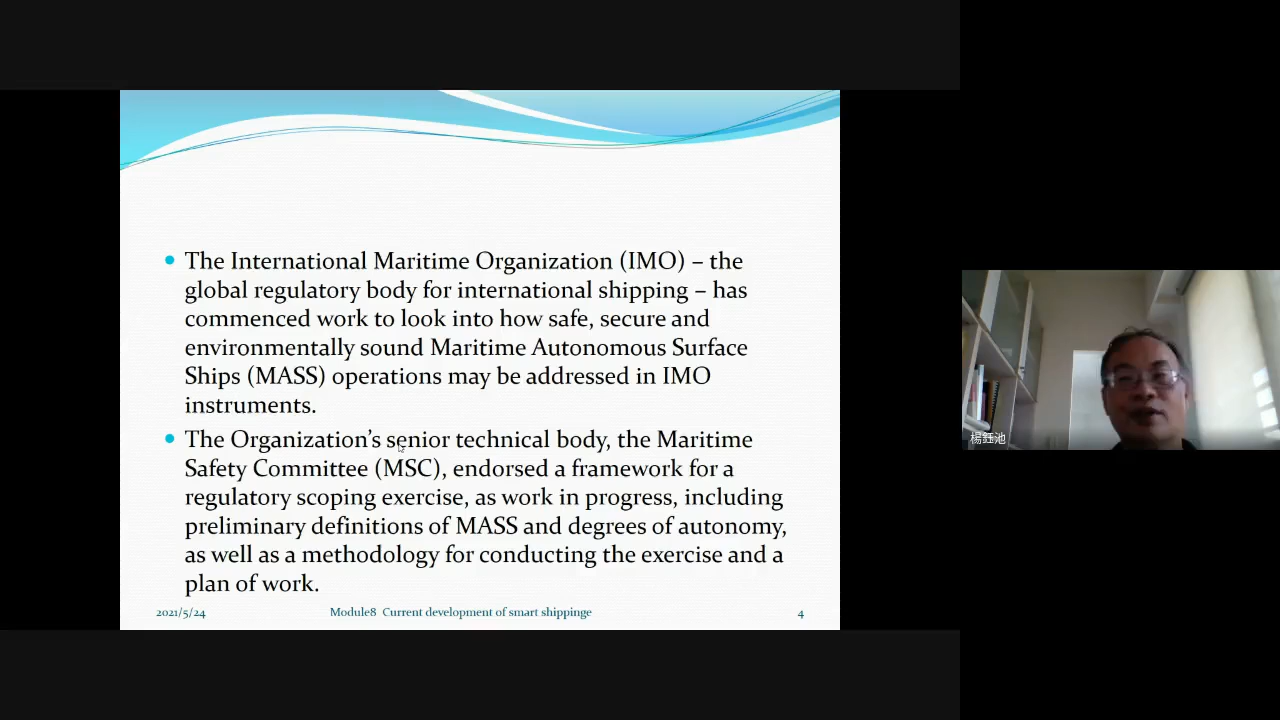 The International Maritime Organization (IMO) – the
global regulatory body for international shipping – has
commenced work to look into how safe, secure and
environmentally sound Maritime Autonomous Surface
Ships (MASS) operations may be addressed in IMO
instruments.
The Organization’s senior technical body, the Maritime
Safety Committee (MSC), endorsed a framework for a
regulatory scoping exercise, as work in progress, including
preliminary definitions of MASS and degrees of autonomy,
as well as a methodology for conducting the exercise and a
plan of work.
2021/5/24
Module8 Current development of smart shippinge
4
楊鈺池